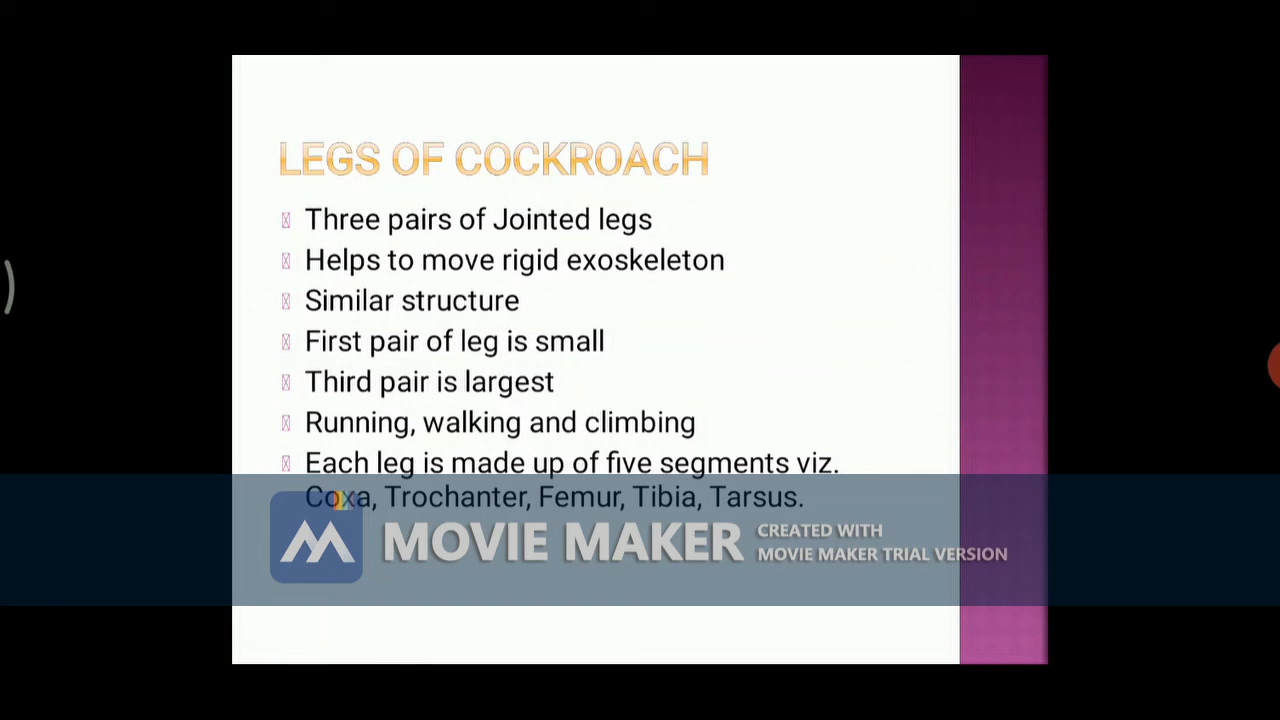 LEGS OF COCKROACH
Three pairs of Jointed legs
Helps to move rigid exoskeleton
Similar structure
First pair of leg is small
Third pair is largest
Running, walking and climbing
Each leg is made up of five segments viz.
Coxa, Trochanter, Femur, Tibia, Tarsus.
MOVIE MAKER
CREATED WITH
MOVIE MAKER TRIAL VERSION